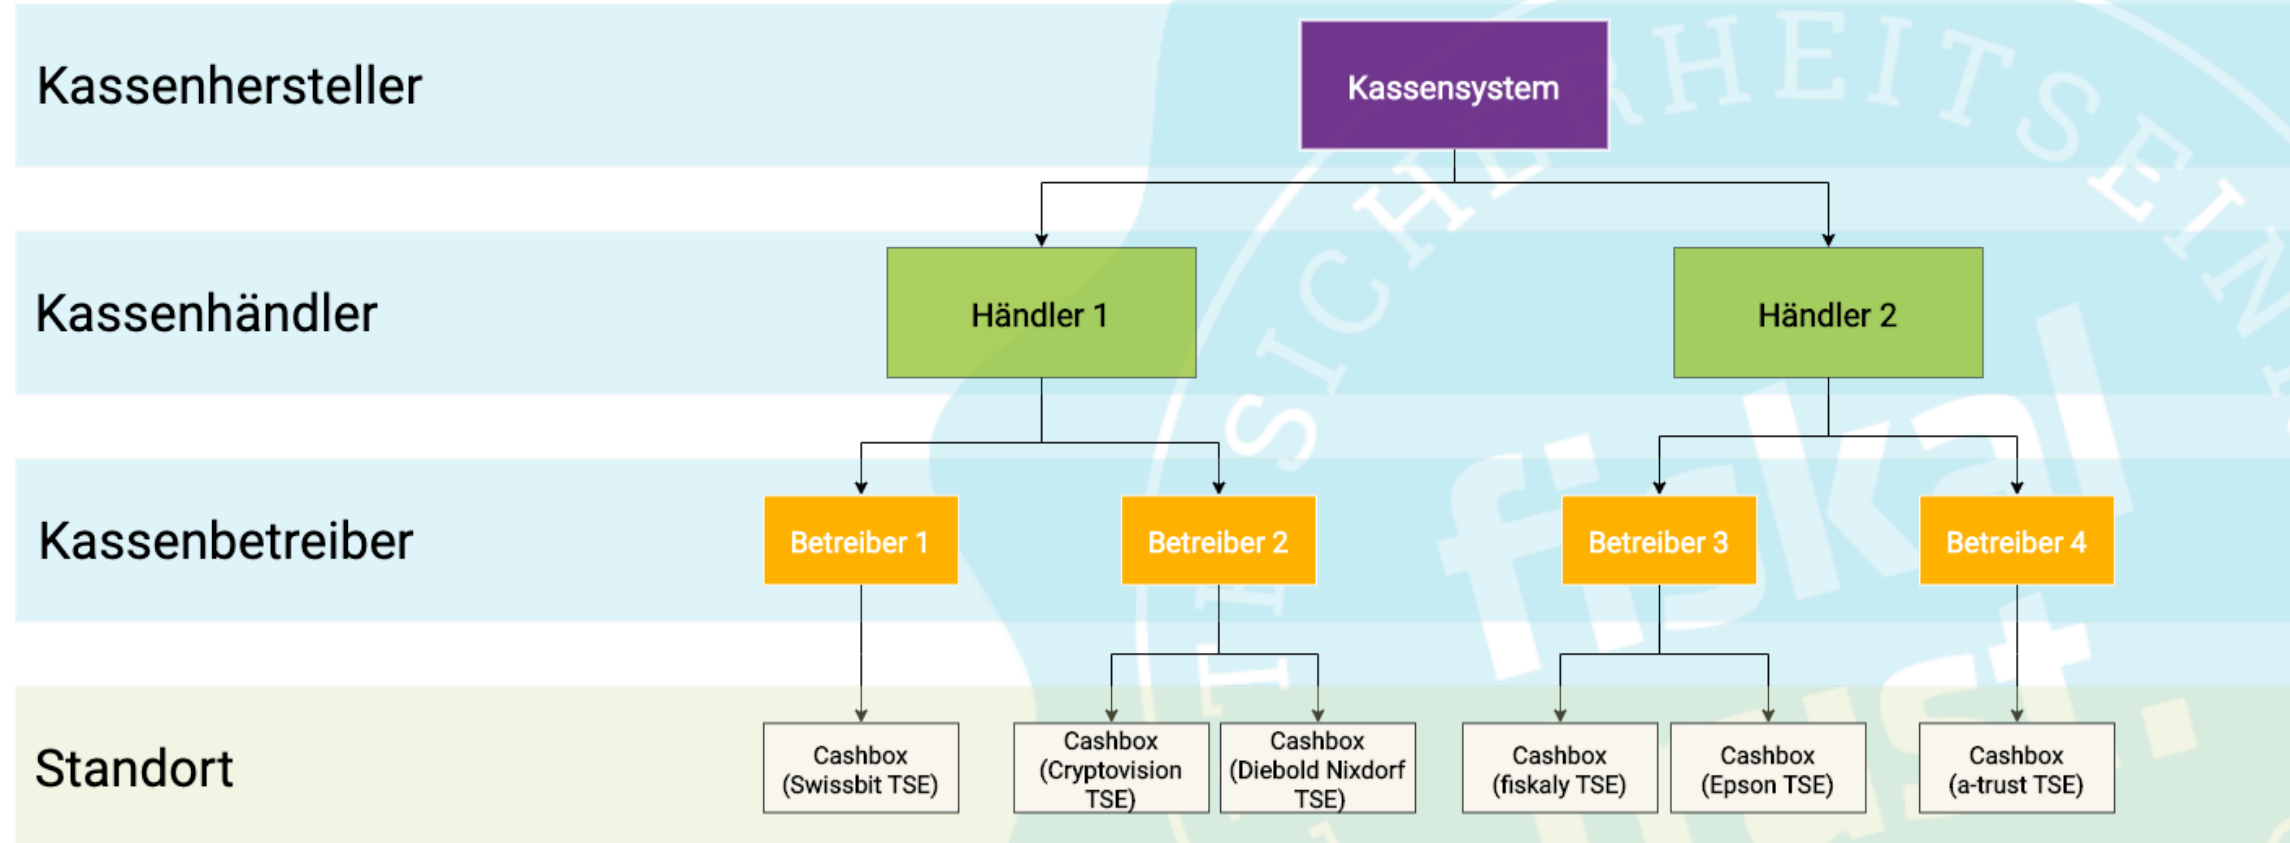 Kassenhersteller
Kassensystem
Kassenhändler
Händler 1
Händler 2
Kassenbetreiber
Betreiber 1
Betreiber 2
Betreiber 3
Betreiber 4
Standort
Cashbox
(Swissbit TSE)
Cashbox
(Cryptovision
TSE)
Cashbox
(Diebold Nixdorf
TSE)
Cashbox
(fiskaly TSE)
Cashbox
(Epson TSE)
Cashbox
(a-trust TSE)
fiskal